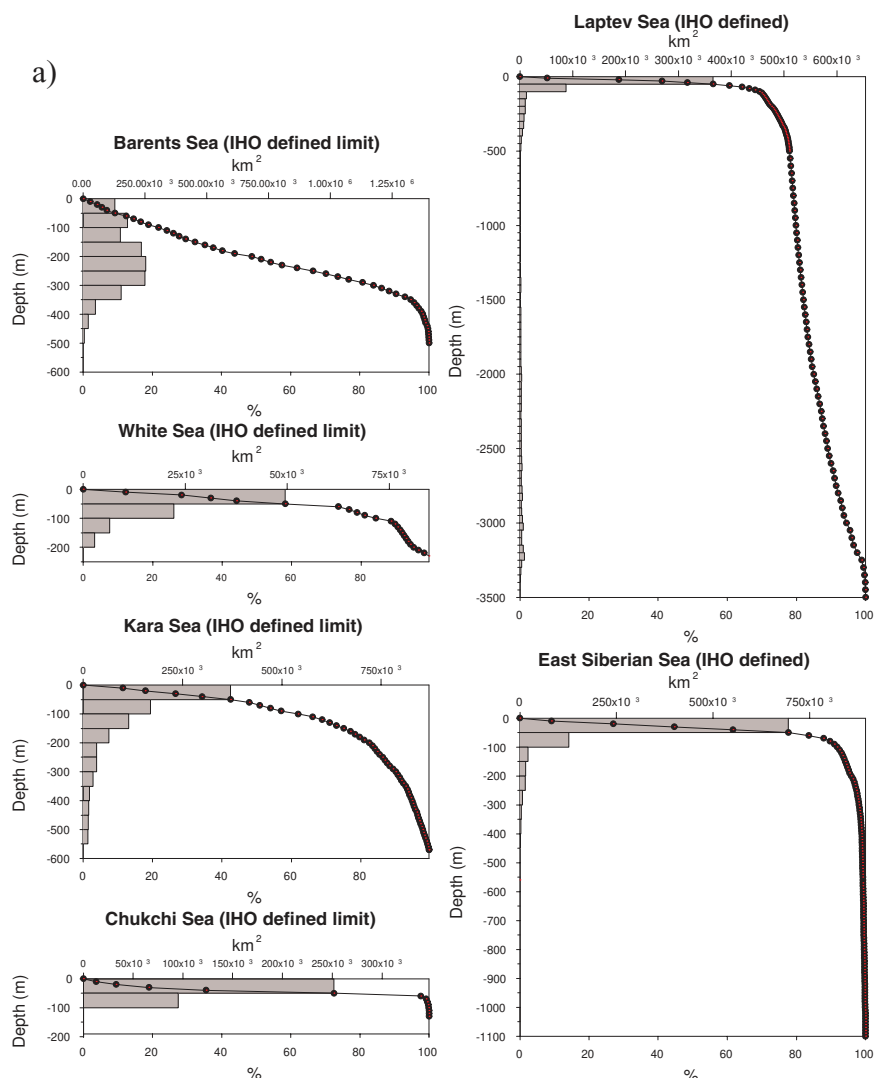 a)
Barents Sea (IHO defined limit)
km²
0.00 250.00x10³ 500.00x10³ 750.00x10³ 1.00x10⁶ 1.25x10⁶
0
-100
-200
-300
-400
-500
-600
Depth (m)
0 20 40 60 80 100
%
White Sea (IHO defined limit)
km²
0 25x10³ 50x10³ 75x10³
0
-100
-200
Depth (m)
0 20 40 60 80
%
Kara Sea (IHO defined limit)
km²
0 250x10³ 500x10³ 750x10³
0
-100
-200
-300
-400
-500
-600
Depth (m)
0 20 40 60 80 100
%
Chukchi Sea (IHO defined limit)
km²
0 50x10³ 100x10³ 150x10³ 200x10³ 250x10³ 300x10³
0
-100
-200
Depth (m)
0 20 40 60 80 100
%
Laptev Sea (IHO defined)
km²
0 100x10³ 200x10³ 300x10³ 400x10³ 500x10³ 600x10³
0
-500
-1000
-1500
-2000
-2500
-3000
-3500
Depth (m)
0 20 40 60 80 100
%
East Siberian Sea (IHO defined)
km²
0 250x10³ 500x10³ 750x10³
0
-100
-200
-300
-400
-500
-600
-700
-800
-900
-1000
-1100
Depth (m)
0 20 40 60 80 100
%